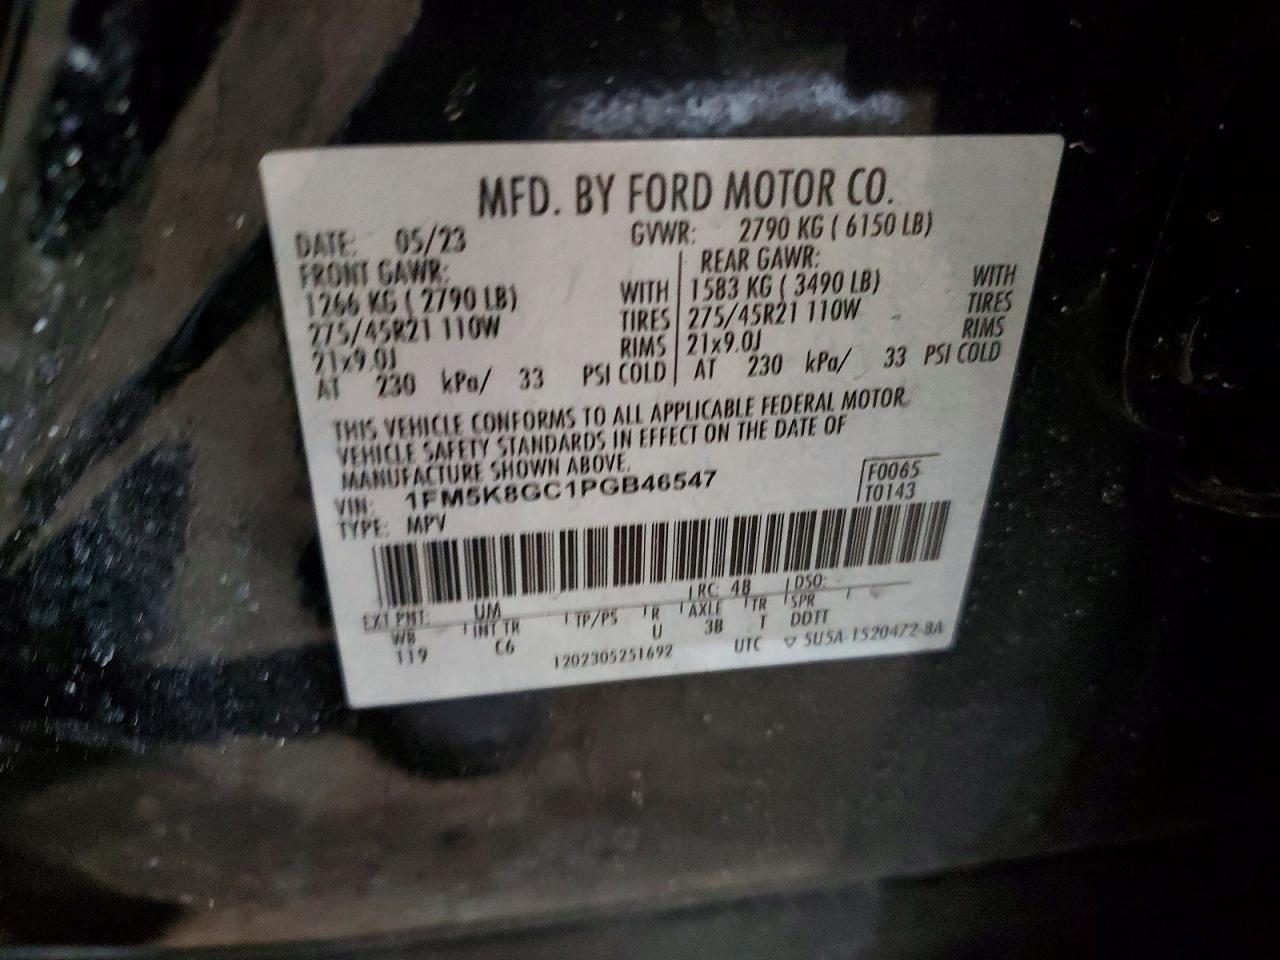 MFD. BY FORD MOTOR CO.
DATE: 05/23 GVWR: 2790 KG ( 6150 LB)
FRONT GAWR: REAR GAWR:
1266 KG ( 2790 LB) WITH 1583 KG ( 3490 LB) WITH
275/45R21 110W TIRES 275/45R21 110W TIRES
21x9.0J RIMS 21x9.0J RIMS
AT 230 kPa/ 33 PSI COLD AT 230 kPa/ 33 PSI COLD
THIS VEHICLE CONFORMS TO ALL APPLICABLE FEDERAL MOTOR
VEHICLE SAFETY STANDARDS IN EFFECT ON THE DATE OF
MANUFACTURE SHOWN ABOVE.
VIN: 1FM5K8GC1PGB46547 F0065
TYPE: MPV T0143
EXT PNT: UM RC: 48 DSO:
WB INT TR TP/PS R AXLE TR SPR
119 C6 U 3B T DDTT
1202305251692 UTC ▽ 5U5A-1520472-BA